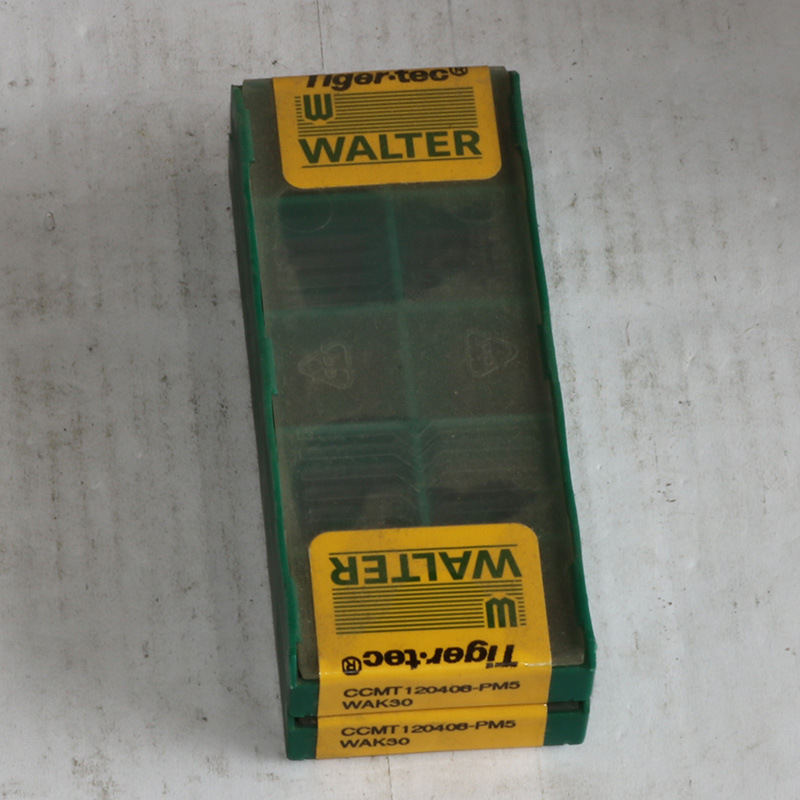 Tiger·tec®
WALTER
WALTER
Tiger·tec®
CCMT120408-PM5
WAK30
CCMT120408-PM5
WAK30